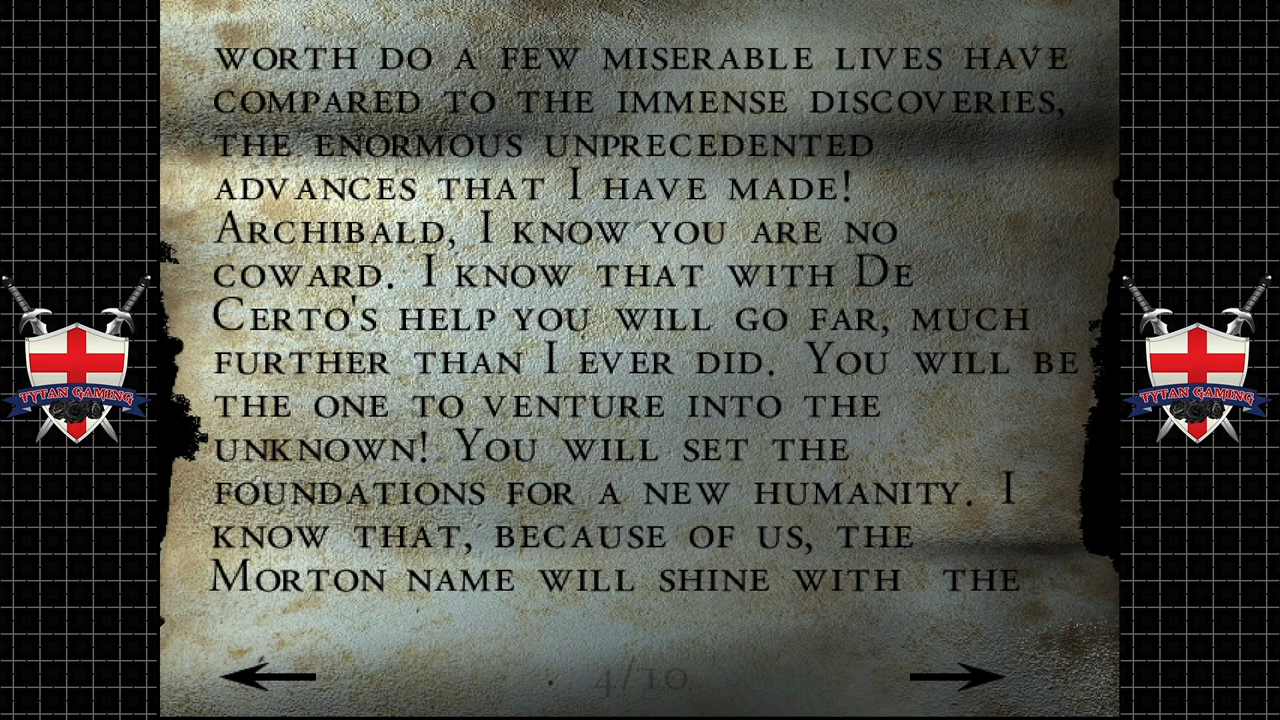 WORTH DO A FEW MISERABLE LIVES HAVE
COMPARED TO THE IMMENSE DISCOVERIES,
THE ENORMOUS UNPRECEDENTED
ADVANCES THAT I HAVE MADE!
ARCHIBALD, I KNOW YOU ARE NO
COWARD. I KNOW THAT WITH DE
CERTO'S HELP YOU WILL GO FAR, MUCH
FURTHER THAN I EVER DID. YOU WILL BE
THE ONE TO VENTURE INTO THE
UNKNOWN! YOU WILL SET THE
FOUNDATIONS FOR A NEW HUMANITY. I
KNOW THAT, BECAUSE OF US, THE
MORTON NAME WILL SHINE WITH THE
4/10
TYTAN GAMING
TYTAN GAMING